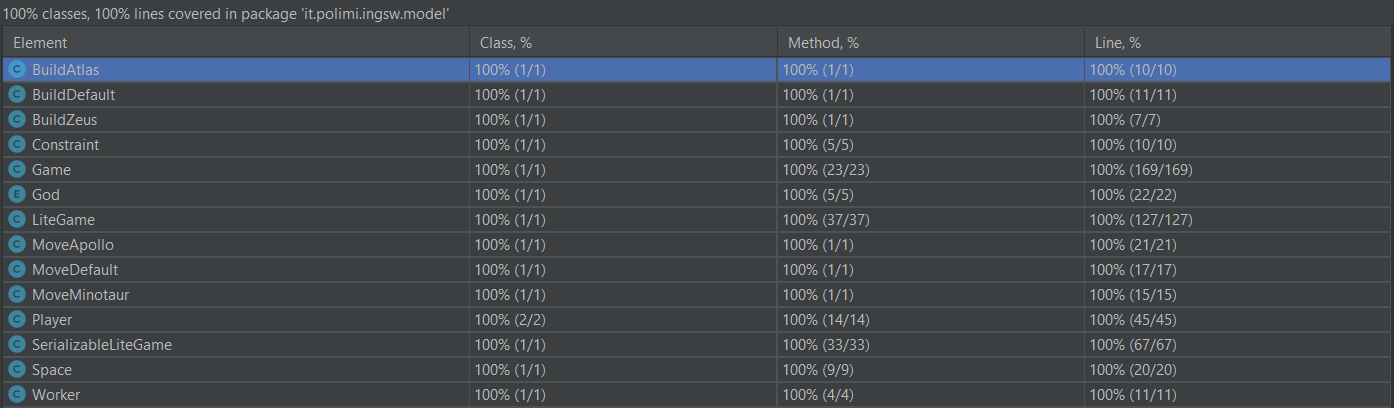 100% classes, 100% lines covered in package 'it.polimi.ingsw.model'
Element Class, % Method, % Line, %
C BuildAtlas 100% (1/1) 100% (1/1) 100% (10/10)
C BuildDefault 100% (1/1) 100% (1/1) 100% (11/11)
C BuildZeus 100% (1/1) 100% (1/1) 100% (7/7)
C Constraint 100% (1/1) 100% (5/5) 100% (10/10)
C Game 100% (1/1) 100% (23/23) 100% (169/169)
E God 100% (1/1) 100% (5/5) 100% (22/22)
C LiteGame 100% (1/1) 100% (37/37) 100% (127/127)
C MoveApollo 100% (1/1) 100% (1/1) 100% (21/21)
C MoveDefault 100% (1/1) 100% (1/1) 100% (17/17)
C MoveMinotaur 100% (1/1) 100% (1/1) 100% (15/15)
C Player 100% (2/2) 100% (14/14) 100% (45/45)
C SerializableLiteGame 100% (1/1) 100% (33/33) 100% (67/67)
C Space 100% (1/1) 100% (9/9) 100% (20/20)
C Worker 100% (1/1) 100% (4/4) 100% (11/11)